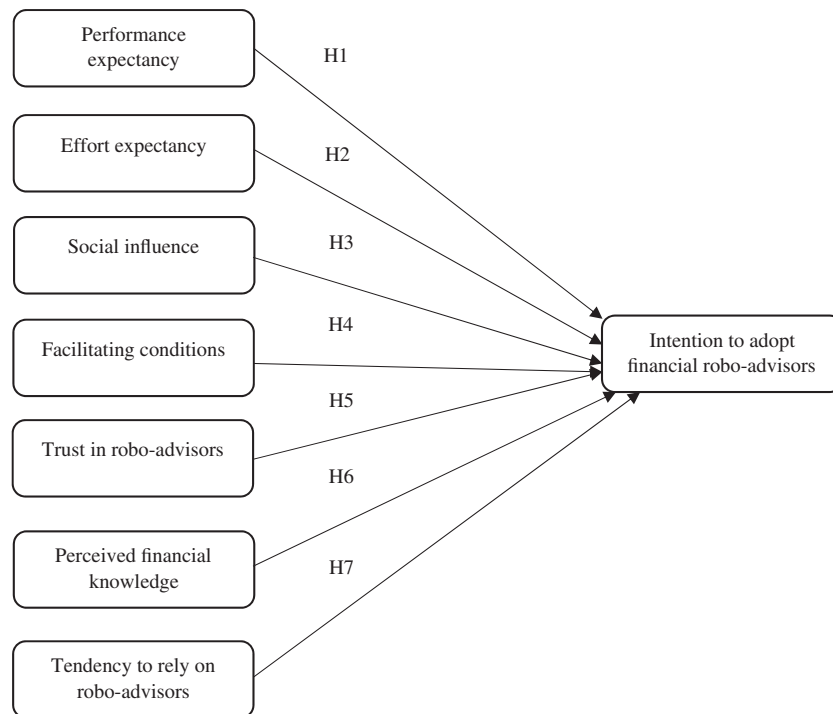 Performance
expectancy
H1
Effort expectancy
H2
Social influence
H3
Facilitating conditions
H4
Intention to adopt
financial robo-advisors
Trust in robo-advisors
H5
H6
Perceived financial
knowledge
H7
Tendency to rely on
robo-advisors